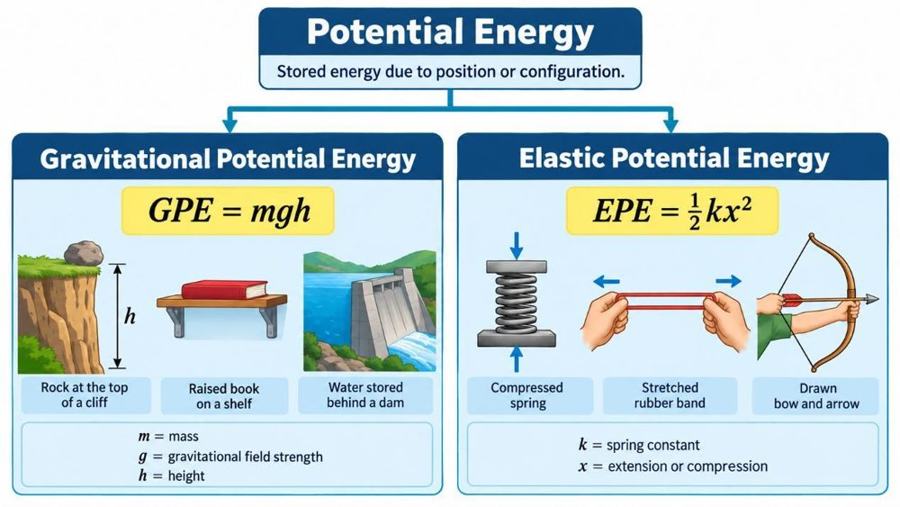 Potential Energy
Stored energy due to position or configuration.
Gravitational Potential Energy
GPE = mgh
h
Rock at the top
of a cliff
Raised book
on a shelf
Water stored
behind a dam
m = mass
g = gravitational field strength
h = height
Elastic Potential Energy
EPE = ½kx²
Compressed
spring
Stretched
rubber band
Drawn
bow and arrow
k = spring constant
x = extension or compression